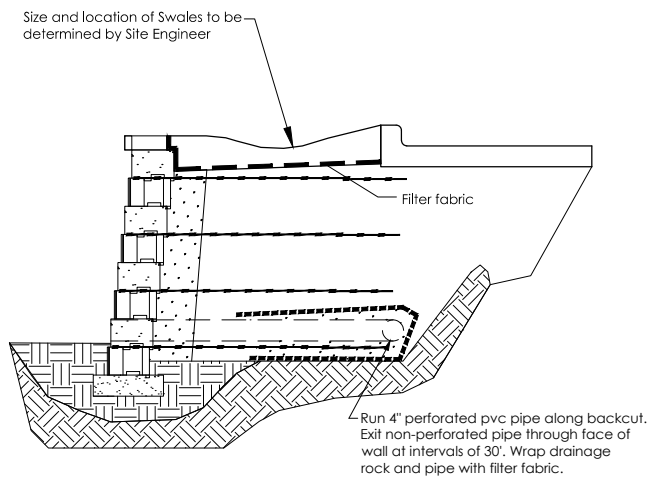 Size and location of Swales to be
determined by Site Engineer
Filter fabric
Run 4" perforated pvc pipe along backcut.
Exit non-perforated pipe through face of
wall at intervals of 30'. Wrap drainage
rock and pipe with filter fabric.